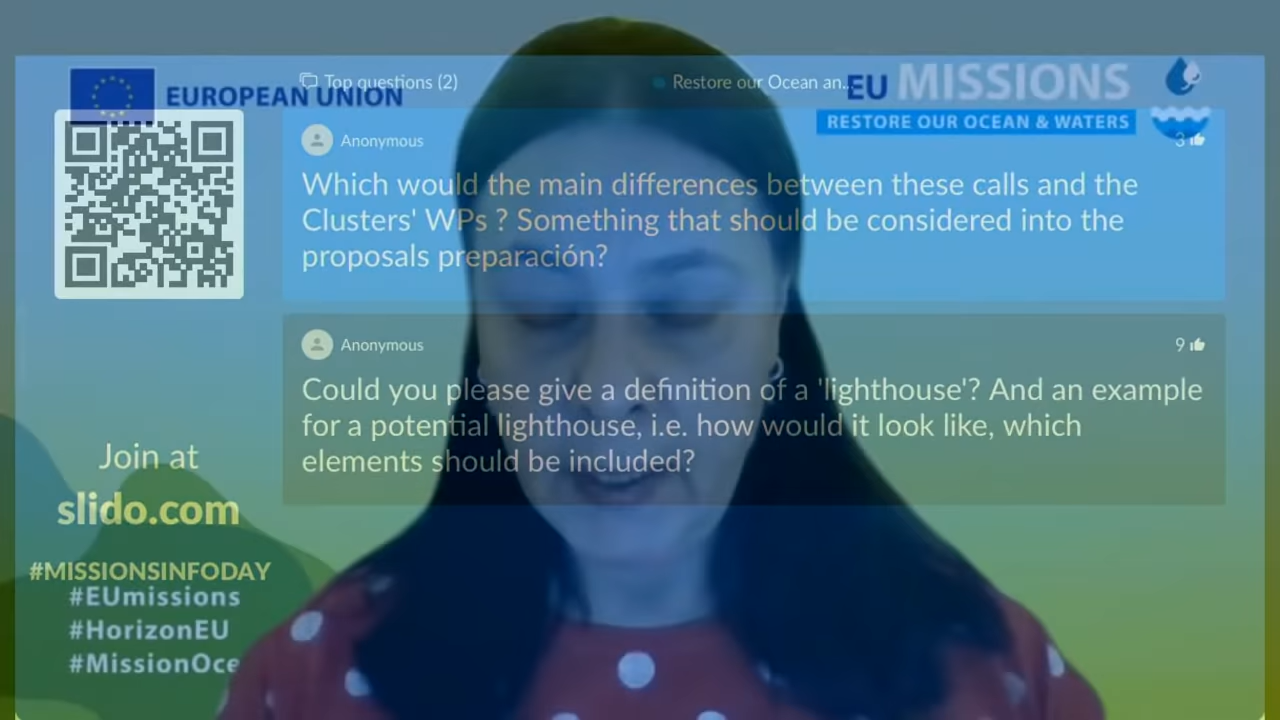 EUROPEAN UNION
Top questions (2)
Restore our Ocean an...
EU MISSIONS
RESTORE OUR OCEAN & WATERS
Anonymous
3
Which would the main differences between these calls and the
Clusters' WPs ? Something that should be considered into the
proposals preparación?
Anonymous
9
Could you please give a definition of a 'lighthouse'? And an example
for a potential lighthouse, i.e. how would it look like, which
elements should be included?
Join at
slido.com
#MISSIONSINFODAY
#EUmissions
#HorizonEU
#MissionOce